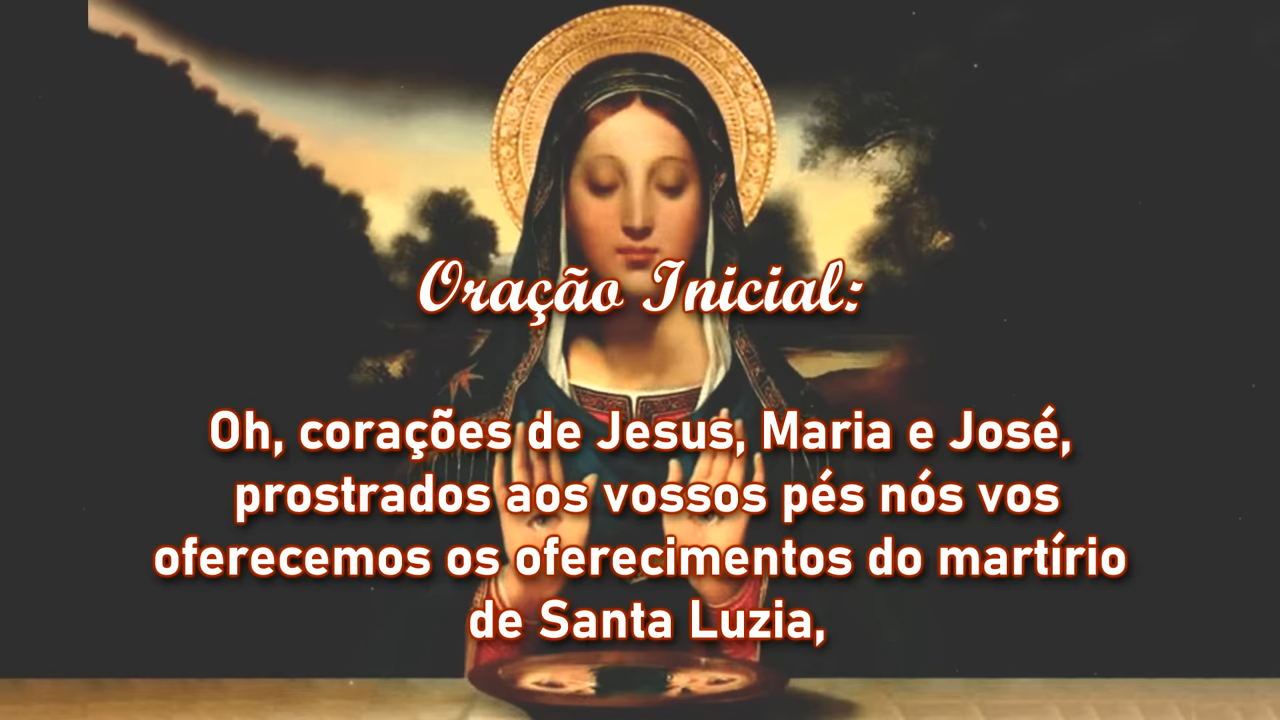 Oração Inicial:
Oh, corações de Jesus, Maria e José,
prostrados aos vossos pés nós vos
oferecemos os oferecimentos do martírio
de Santa Luzia,